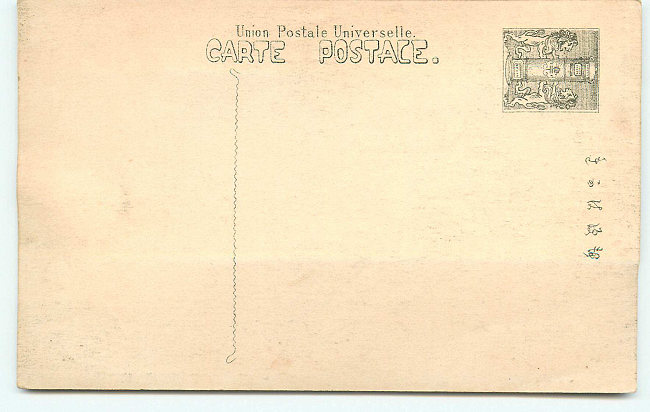 Union Postale Universelle.
CARTE POSTACE.